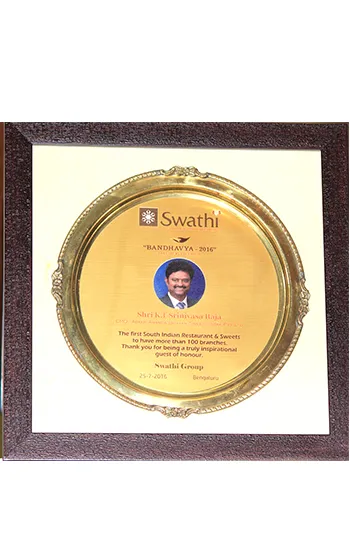 Swathi
"BANDHAVYA - 2016"
Shri K.T. Srinivasa Raja
The first South Indian Restaurant & Sweets
to have more than 100 branches.
Thank you for being a truly inspirational
guest of honour.
Swathi Group
25-7-2016 Bengaluru